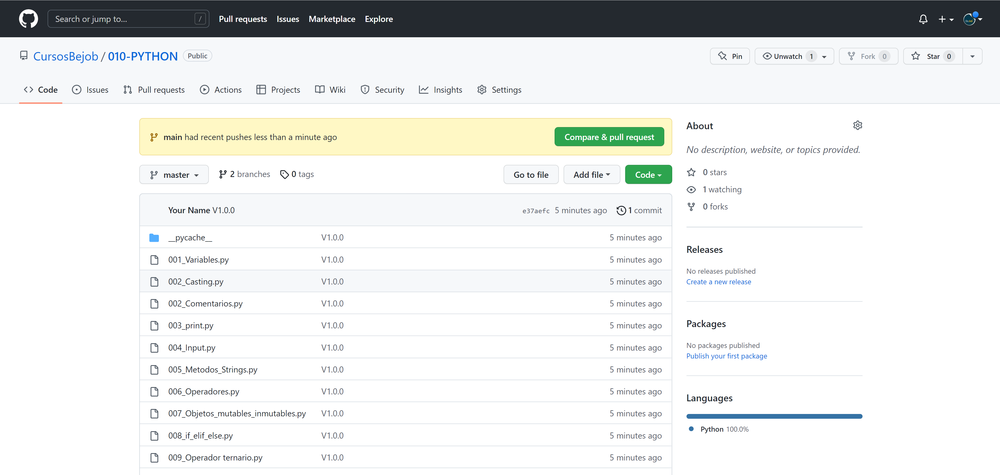 Search or jump to... / Pull requests Issues Marketplace Explore
CursosBejob / 010-PYTHON Public Pin Unwatch 1 Fork 0 Star 0
Code Issues Pull requests Actions Projects Wiki Security Insights Settings
main had recent pushes less than a minute ago Compare & pull request
master 2 branches 0 tags Go to file Add file Code
Your Name V1.0.0 e37aefc 5 minutes ago 1 commit
__pycache__ V1.0.0 5 minutes ago
001_Variables.py V1.0.0 5 minutes ago
002_Casting.py V1.0.0 5 minutes ago
002_Comentarios.py V1.0.0 5 minutes ago
003_print.py V1.0.0 5 minutes ago
004_Input.py V1.0.0 5 minutes ago
005_Metodos_Strings.py V1.0.0 5 minutes ago
006_Operadores.py V1.0.0 5 minutes ago
007_Objetos_mutables_inmutables.py V1.0.0 5 minutes ago
008_if_elif_else.py V1.0.0 5 minutes ago
009_Operador ternario.py V1.0.0 5 minutes ago
About
No description, website, or topics provided.
0 stars
1 watching
0 forks
Releases
No releases published
Create a new release
Packages
No packages published
Publish your first package
Languages
Python 100.0%
BeJob